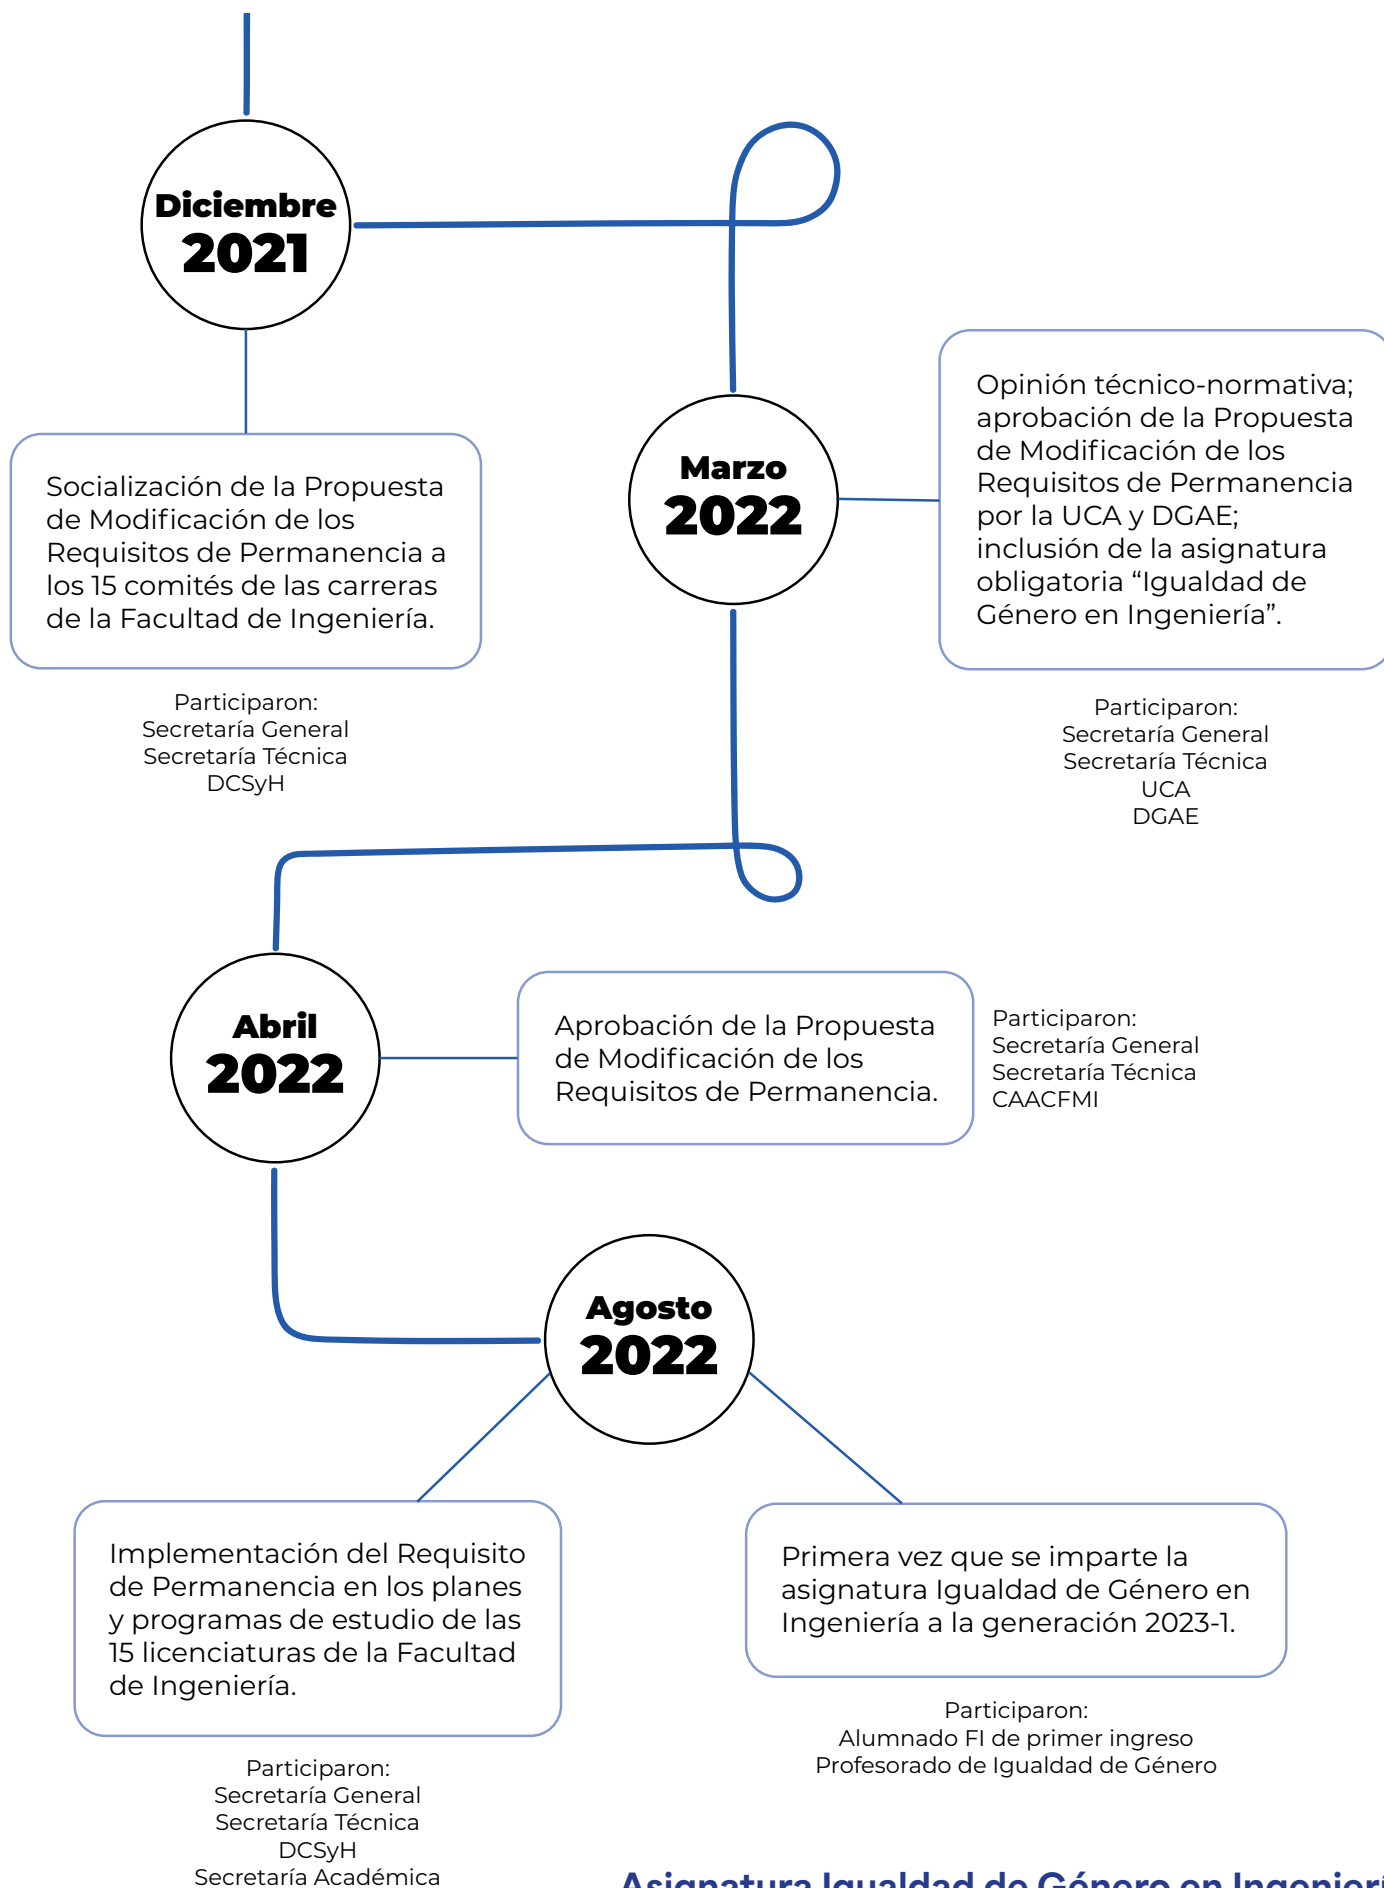 Diciembre
2021
Socialización de la Propuesta
de Modificación de los
Requisitos de Permanencia a
los 15 comités de las carreras
de la Facultad de Ingeniería.
Participaron:
Secretaría General
Secretaría Técnica
DCSyH
Marzo
2022
Opinión técnico-normativa;
aprobación de la Propuesta
de Modificación de los
Requisitos de Permanencia
por la UCA y DGAE;
inclusión de la asignatura
obligatoria “Igualdad de
Género en Ingeniería”.
Participaron:
Secretaría General
Secretaría Técnica
UCA
DGAE
Abril
2022
Aprobación de la Propuesta
de Modificación de los
Requisitos de Permanencia.
Participaron:
Secretaría General
Secretaría Técnica
CAACFMI
Agosto
2022
Implementación del Requisito
de Permanencia en los planes
y programas de estudio de las
15 licenciaturas de la Facultad
de Ingeniería.
Participaron:
Secretaría General
Secretaría Técnica
DCSyH
Secretaría Académica
Primera vez que se imparte la
asignatura Igualdad de Género en
Ingeniería a la generación 2023-1.
Participaron:
Alumnado FI de primer ingreso
Profesorado de Igualdad de Género
Asignatura Igualdad de Género en Ingenierí